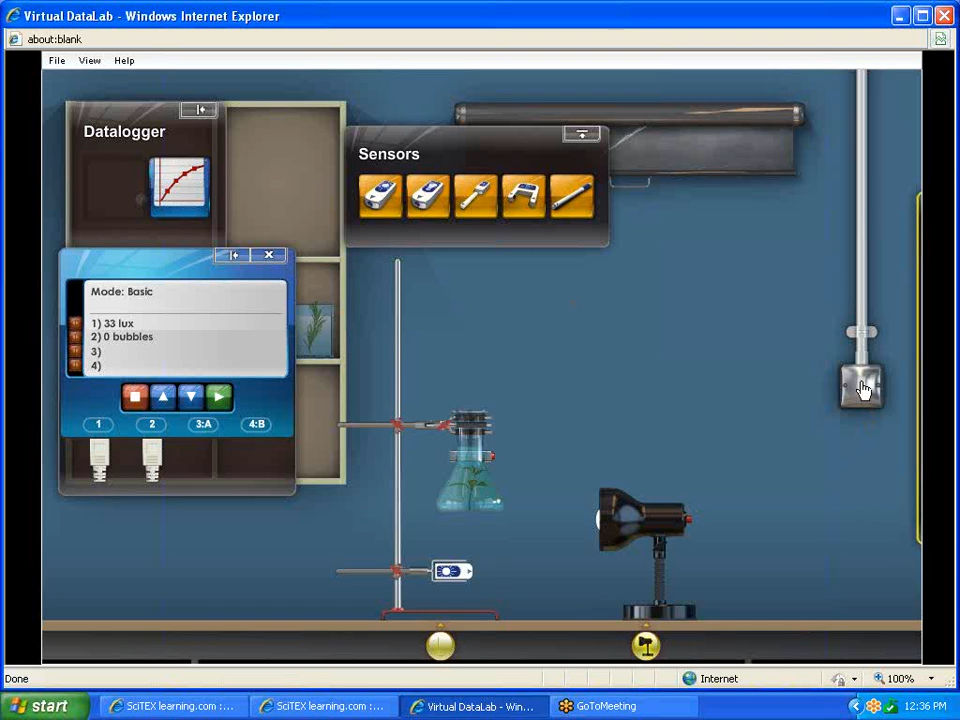 Virtual DataLab - Windows Internet Explorer
about:blank
File View Help
Datalogger
Sensors
Mode: Basic
1) 33 lux
2) 0 bubbles
3)
4)
1 2 3:A 4:B
Done Internet 100%
start SciTEX learning.com :... SciTEX learning.com :... Virtual DataLab - Win... GoToMeeting 12:36 PM